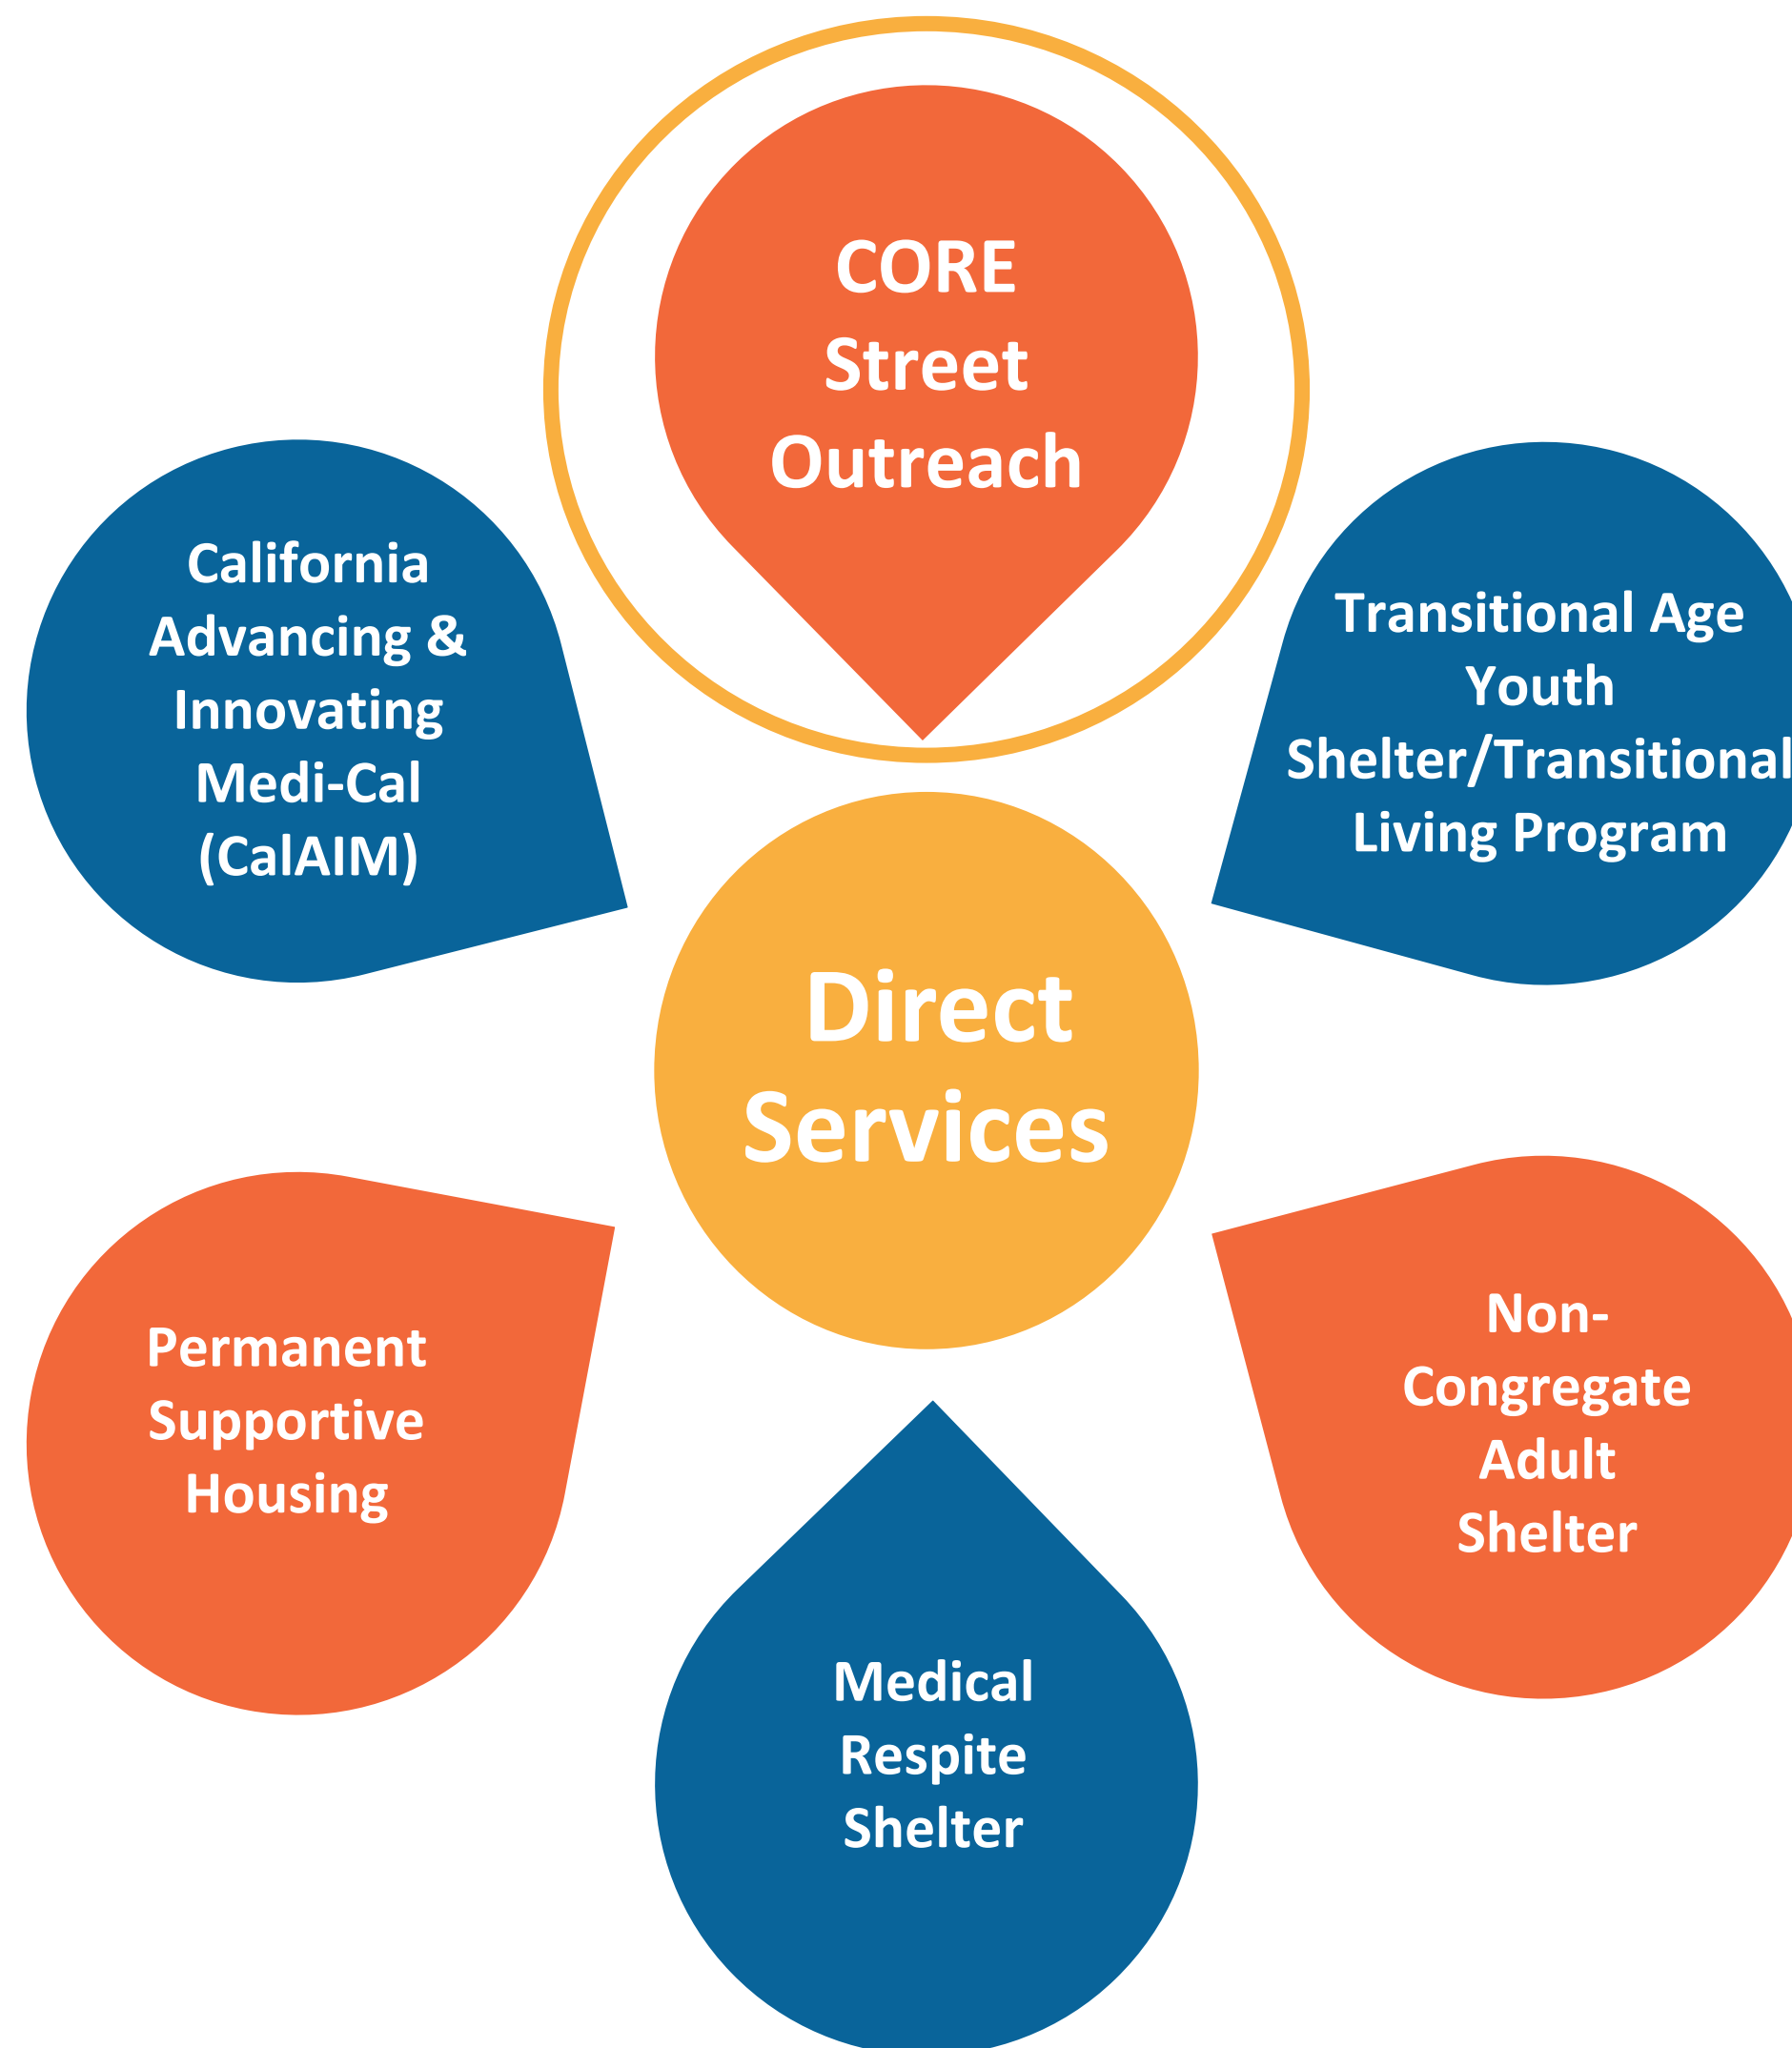 CORE
Street
Outreach
California
Advancing &
Innovating
Medi-Cal
(CalAIM)
Transitional Age
Youth
Shelter/Transitional
Living Program
Direct
Services
Permanent
Supportive
Housing
Non-
Congregate
Adult
Shelter
Medical
Respite
Shelter